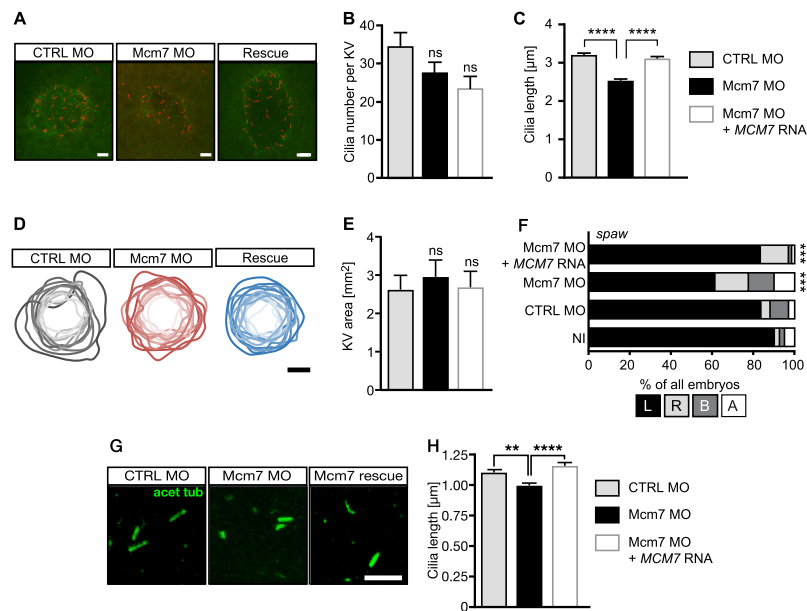 A
CTRL MO Mcm7 MO Rescue
B
Cilia number per KV
40
30
20
10
0
ns
ns
C
Cilia length [µm]
4
3
2
1
0
**** ****
CTRL MO
Mcm7 MO
Mcm7 MO
+ MCM7 RNA
D
CTRL MO Mcm7 MO Rescue
E
KV area [mm²]
4
3
2
1
0
ns ns
F
spaw
Mcm7 MO
+ MCM7 RNA
***
Mcm7 MO
***
CTRL MO
NI
0 20 40 60 80 100
% of all embryos
L R B A
G
CTRL MO Mcm7 MO Mcm7 rescue
acet tub
H
Cilia length [µm]
1.25
1.00
0.75
0.50
0.25
0
** ****
CTRL MO
Mcm7 MO
Mcm7 MO
+ MCM7 RNA